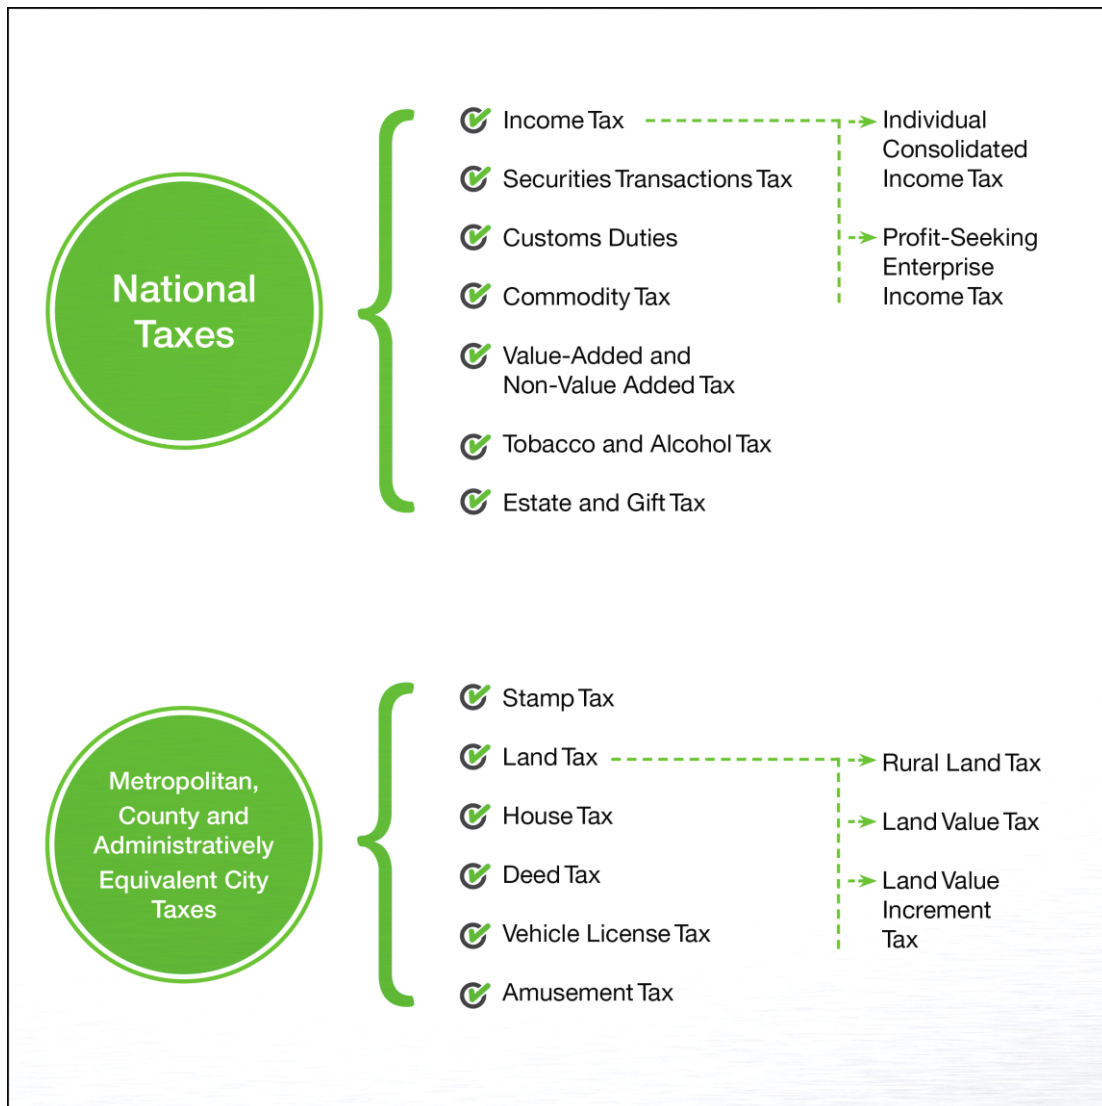 National
Taxes
Income Tax
Securities Transactions Tax
Customs Duties
Commodity Tax
Value-Added and
Non-Value Added Tax
Tobacco and Alcohol Tax
Estate and Gift Tax
Individual
Consolidated
Income Tax
Profit-Seeking
Enterprise
Income Tax
Metropolitan,
County and
Administratively
Equivalent City
Taxes
Stamp Tax
Land Tax
House Tax
Deed Tax
Vehicle License Tax
Amusement Tax
Rural Land Tax
Land Value Tax
Land Value
Increment
Tax